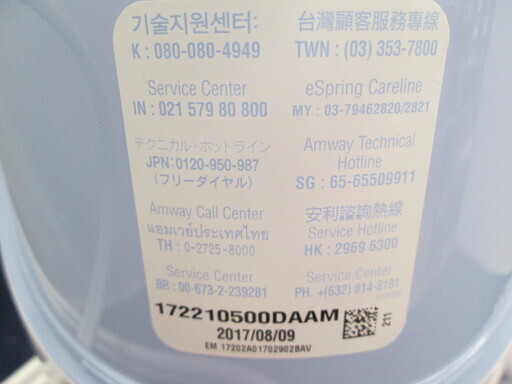 기술지원센터:
K : 080-080-4949
台灣顧客服務專線
TWN : (03) 353-7800
Service Center
IN : 021 579 80 800
eSpring Careline
MY : 03-79462820/2821
テクニカル・ホットライン
JPN:0120-950-987
(フリーダイヤル)
Amway Technical
Hotline
SG : 65-65509911
Amway Call Center
แอมเวย์ประเทศไทย
TH : 0-2725-8000
安利諮詢熱線
Service Hotline
HK : 2969 6300
Service Center
BR : 00-673-2-239281
Service Center
PH. +(632) 814-8181
172210500DAAM
2017/08/09
EM 17202A01702902BAV
211